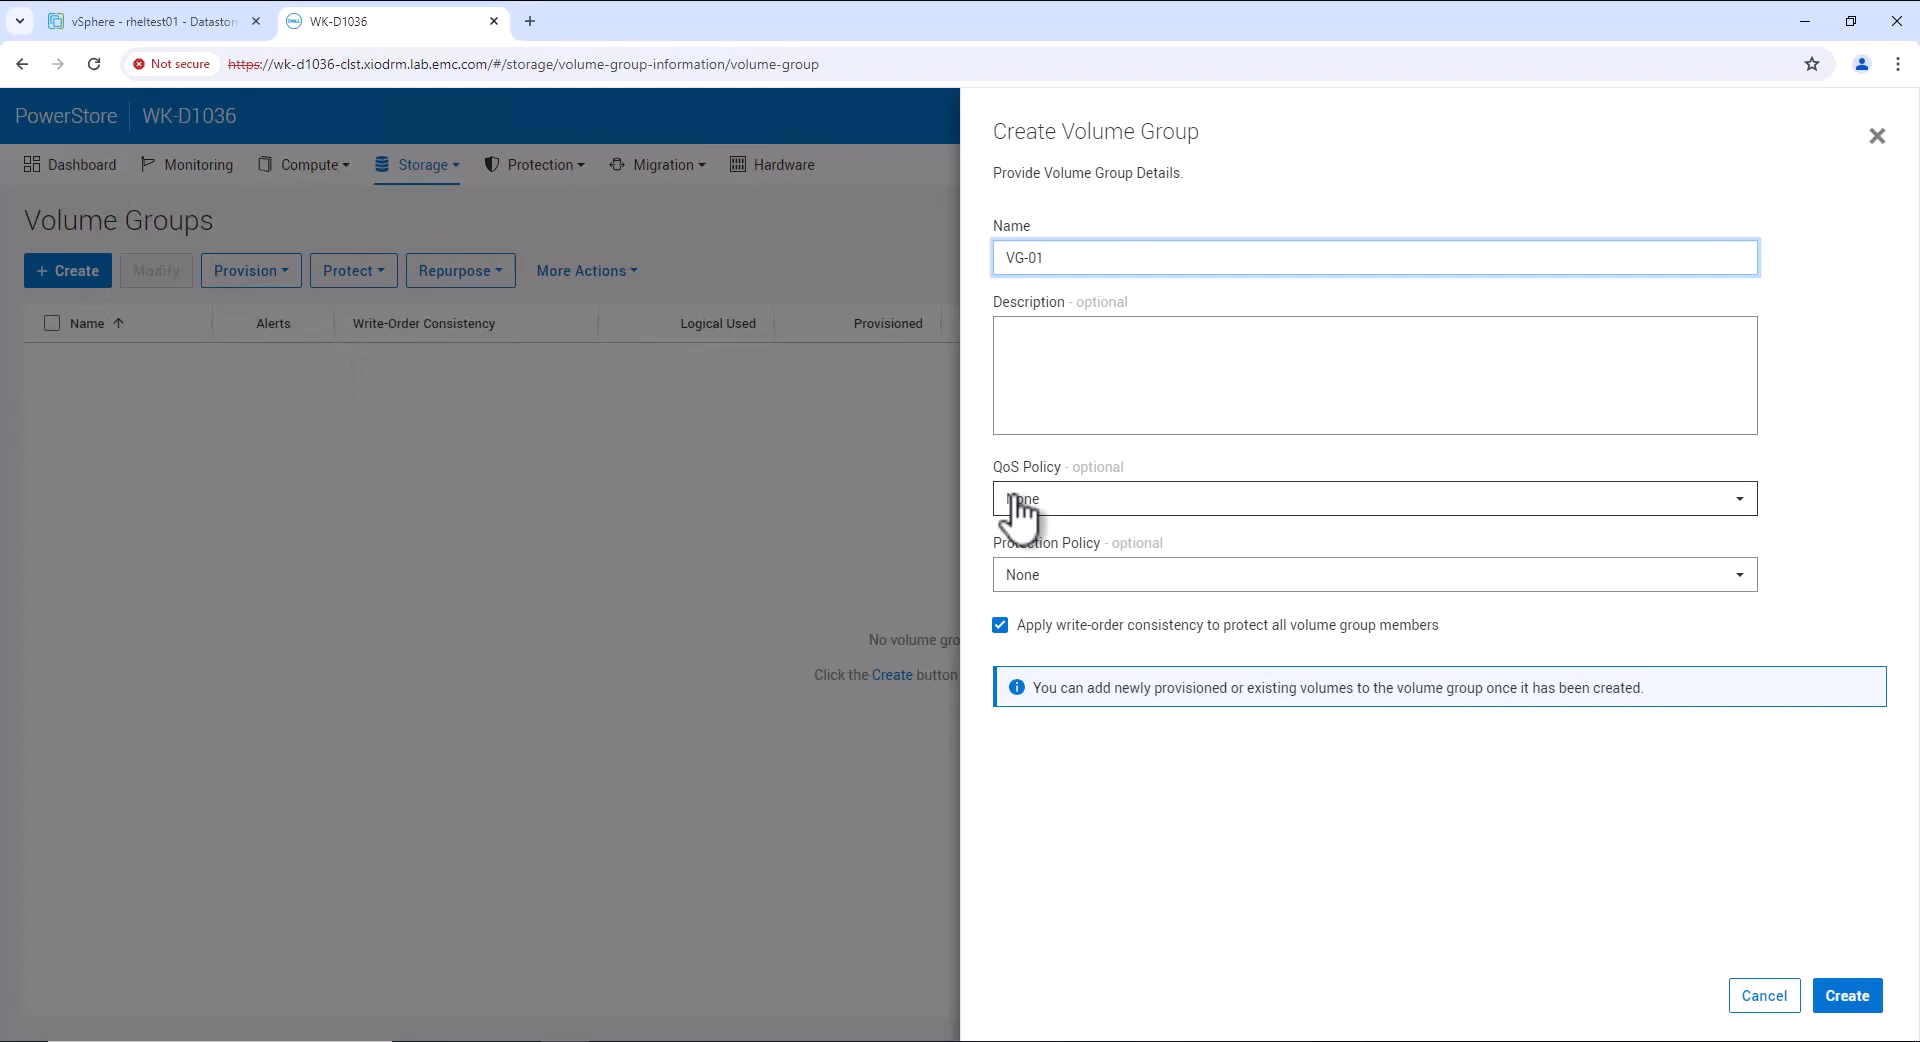 vSphere - rheltest01 - Datastor
WK-D1036
Not secure
https://wk-d1036-clst.xiodrm.lab.emc.com/#/storage/volume-group-information/volume-group
PowerStore
WK-D1036
Dashboard
Monitoring
Compute
Storage
Protection
Migration
Hardware
Volume Groups
+ Create
Modify
Provision
Protect
Repurpose
More Actions
Name
Alerts
Write-Order Consistency
Logical Used
Provisioned
No volume gro
Click the Create button
Create Volume Group
Provide Volume Group Details.
Name
VG-01
Description - optional
QoS Policy - optional
None
Protection Policy - optional
None
Apply write-order consistency to protect all volume group members
You can add newly provisioned or existing volumes to the volume group once it has been created.
Cancel
Create